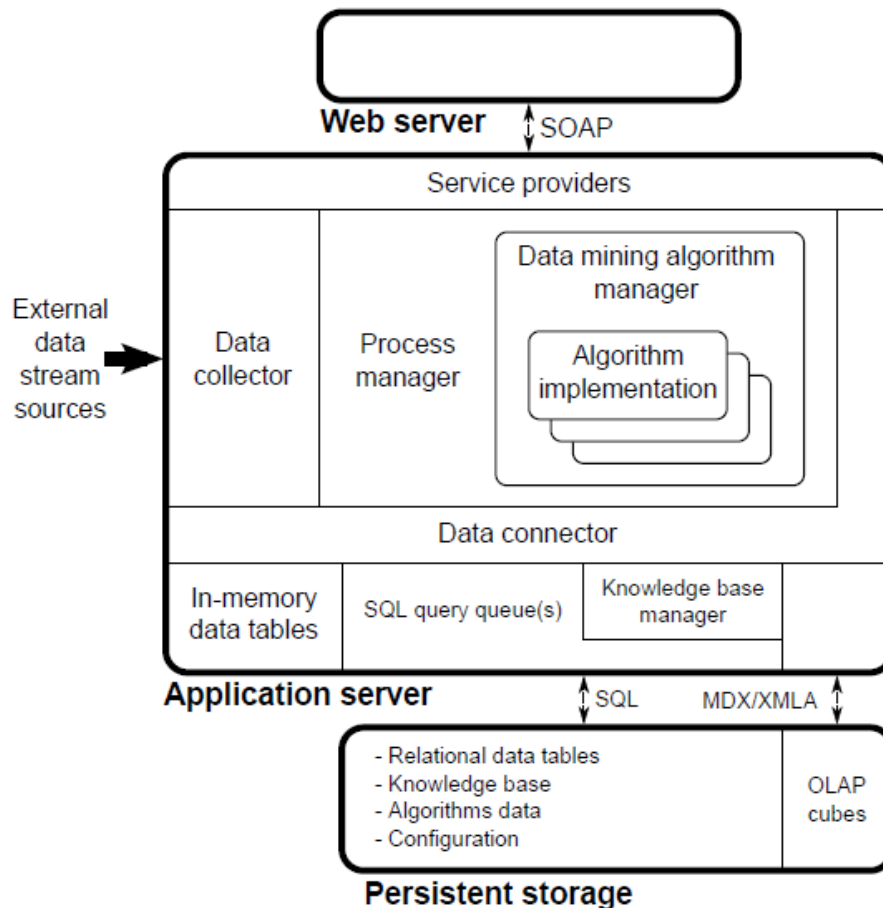 Web server
SOAP
Service providers
Data mining algorithm
manager
External
data
stream
sources
Data
collector
Process
manager
Algorithm
implementation
Data connector
In-memory
data tables
SQL query queue(s)
Knowledge base
manager
Application server
SQL
MDX/XMLA
- Relational data tables
- Knowledge base
- Algorithms data
- Configuration
OLAP
cubes
Persistent storage